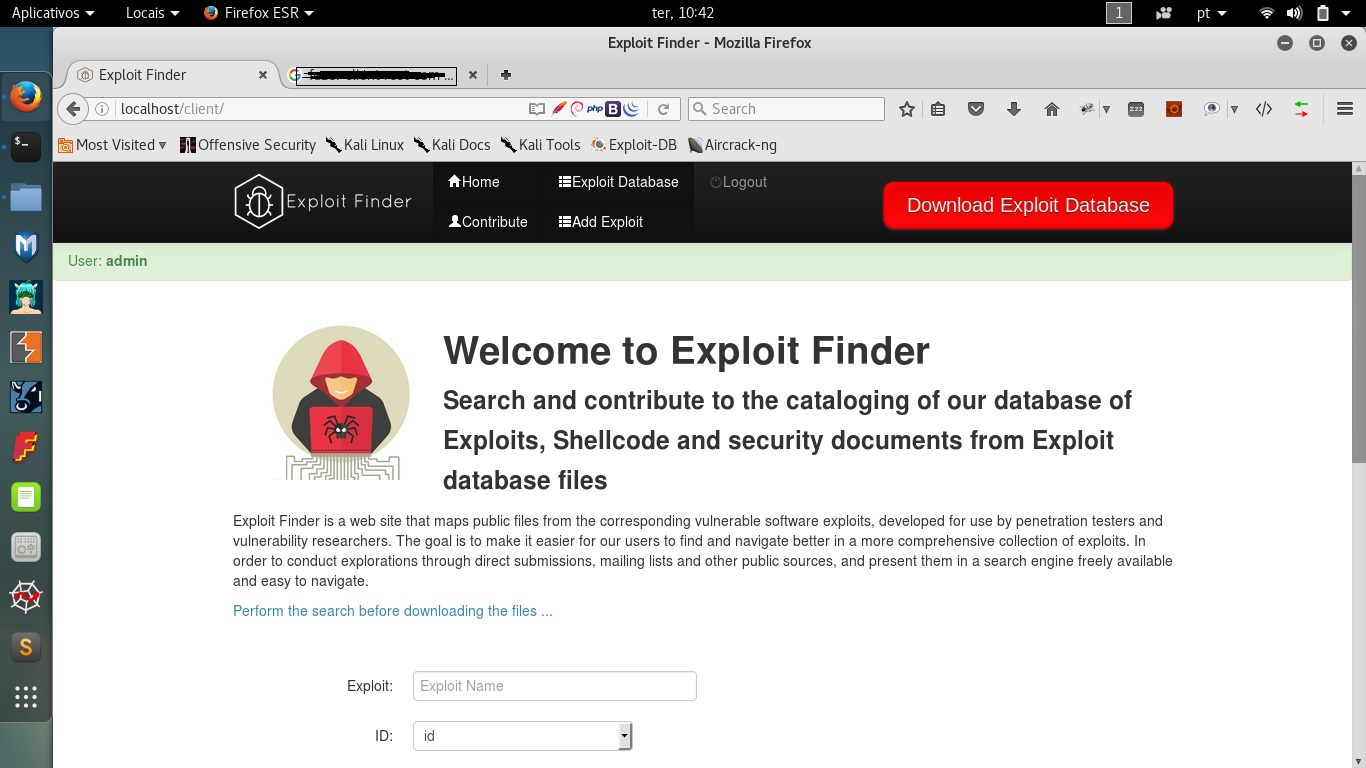 Aplicativos Locais Firefox ESR ter, 10:42 1 pt
Exploit Finder - Mozilla Firefox
Exploit Finder
localhost/client/ php B Search
Most Visited Offensive Security Kali Linux Kali Docs Kali Tools Exploit-DB Aircrack-ng
Exploit Finder
Home Exploit Database Logout
Contribute Add Exploit
Download Exploit Database
User: admin
Welcome to Exploit Finder
Search and contribute to the cataloging of our database of
Exploits, Shellcode and security documents from Exploit
database files
Exploit Finder is a web site that maps public files from the corresponding vulnerable software exploits, developed for use by penetration testers and
vulnerability researchers. The goal is to make it easier for our users to find and navigate better in a more comprehensive collection of exploits. In
order to conduct explorations through direct submissions, mailing lists and other public sources, and present them in a search engine freely available
and easy to navigate.
Perform the search before downloading the files ...
Exploit: Exploit Name
ID: id